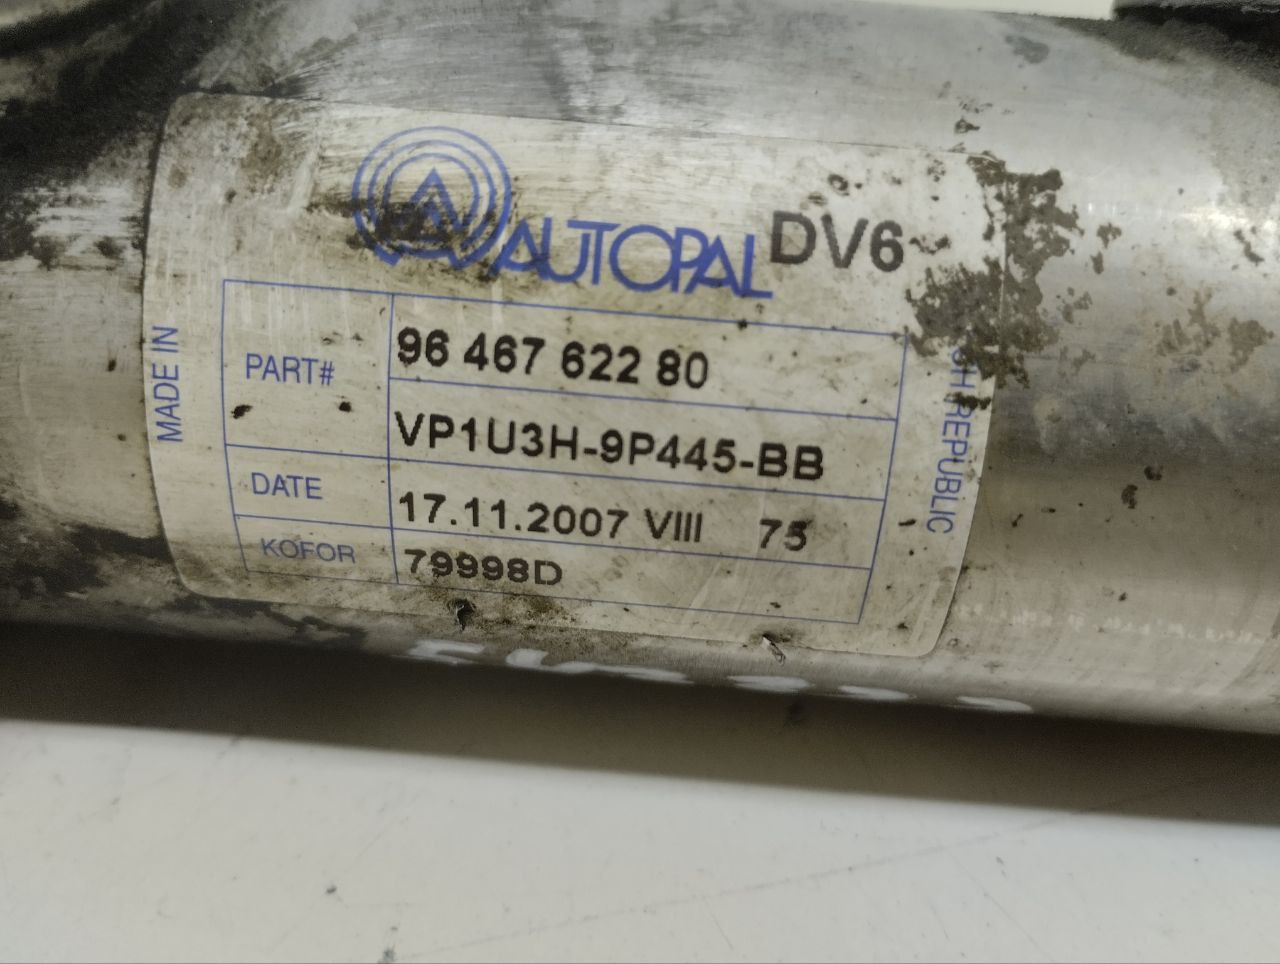 AUTOPAL DV6
MADE IN
PART# 96 467 622 80
VP1U3H-9P445-BB
DATE 17.11.2007 VIII 75
KOFOR 79998D
REPUBLIC